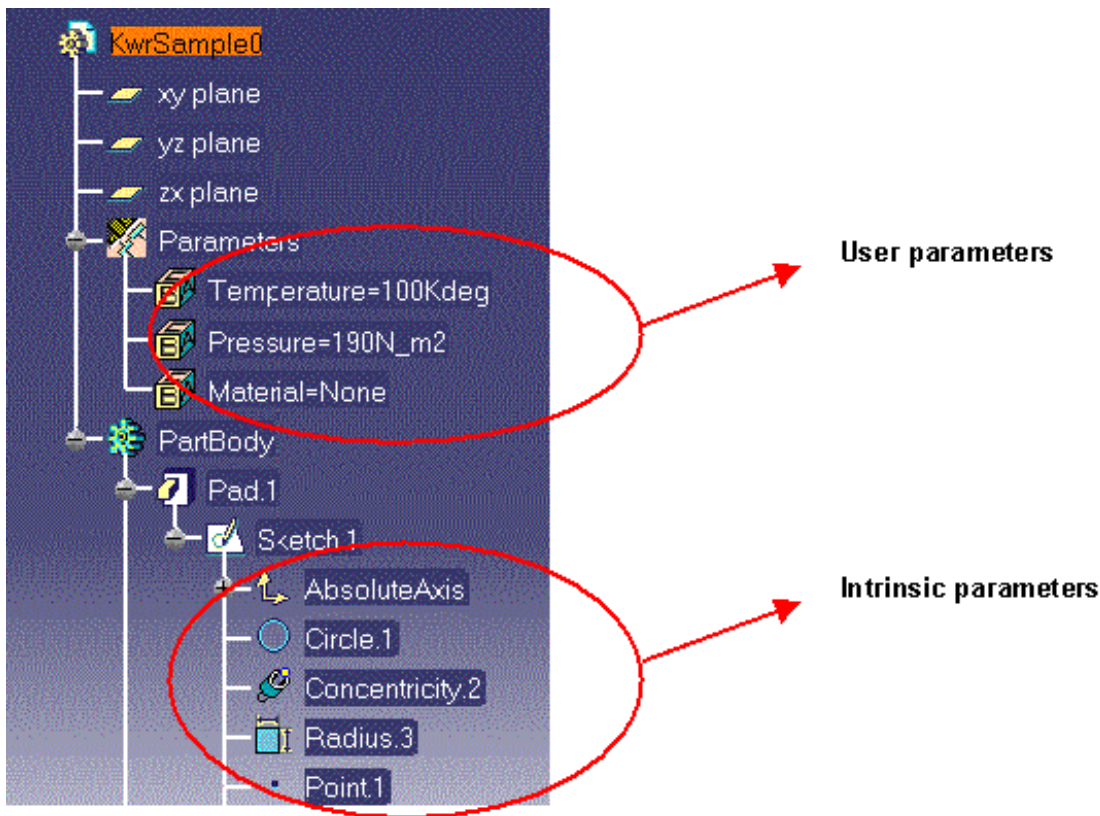 KwrSample0
xy plane
yz plane
zx plane
Parameters
User parameters
Temperature=100Kdeg
Pressure=190N_m2
Material=None
PartBody
Pad.1
Sketch.1
AbsoluteAxis
Intrinsic parameters
Circle.1
Concentricity.2
Radius.3
Point.1